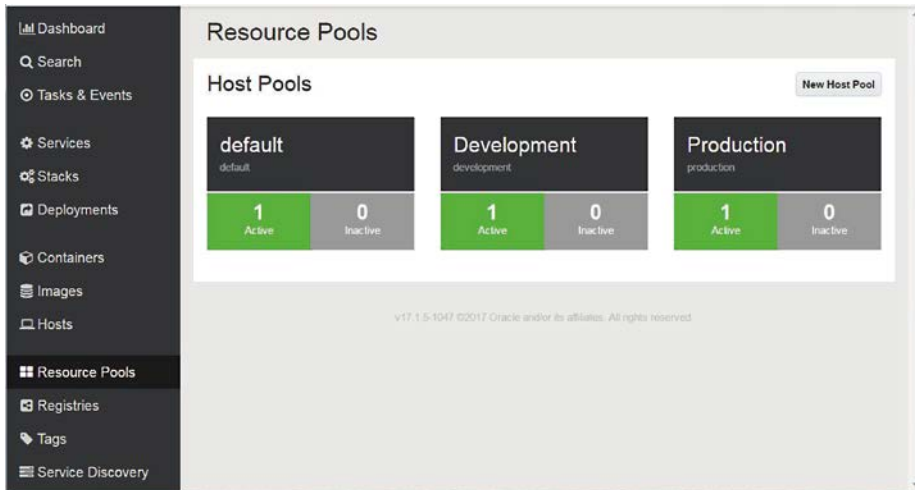 Dashboard
Search
Tasks & Events
Services
Stacks
Deployments
Containers
Images
Hosts
Resource Pools
Registries
Tags
Service Discovery
Resource Pools
Host Pools
New Host Pool
default
default
1
Active
0
Inactive
Development
development
1
Active
0
Inactive
Production
production
1
Active
0
Inactive
v17.1.5-1047 ©2017 Oracle and/or its affiliates. All rights reserved.